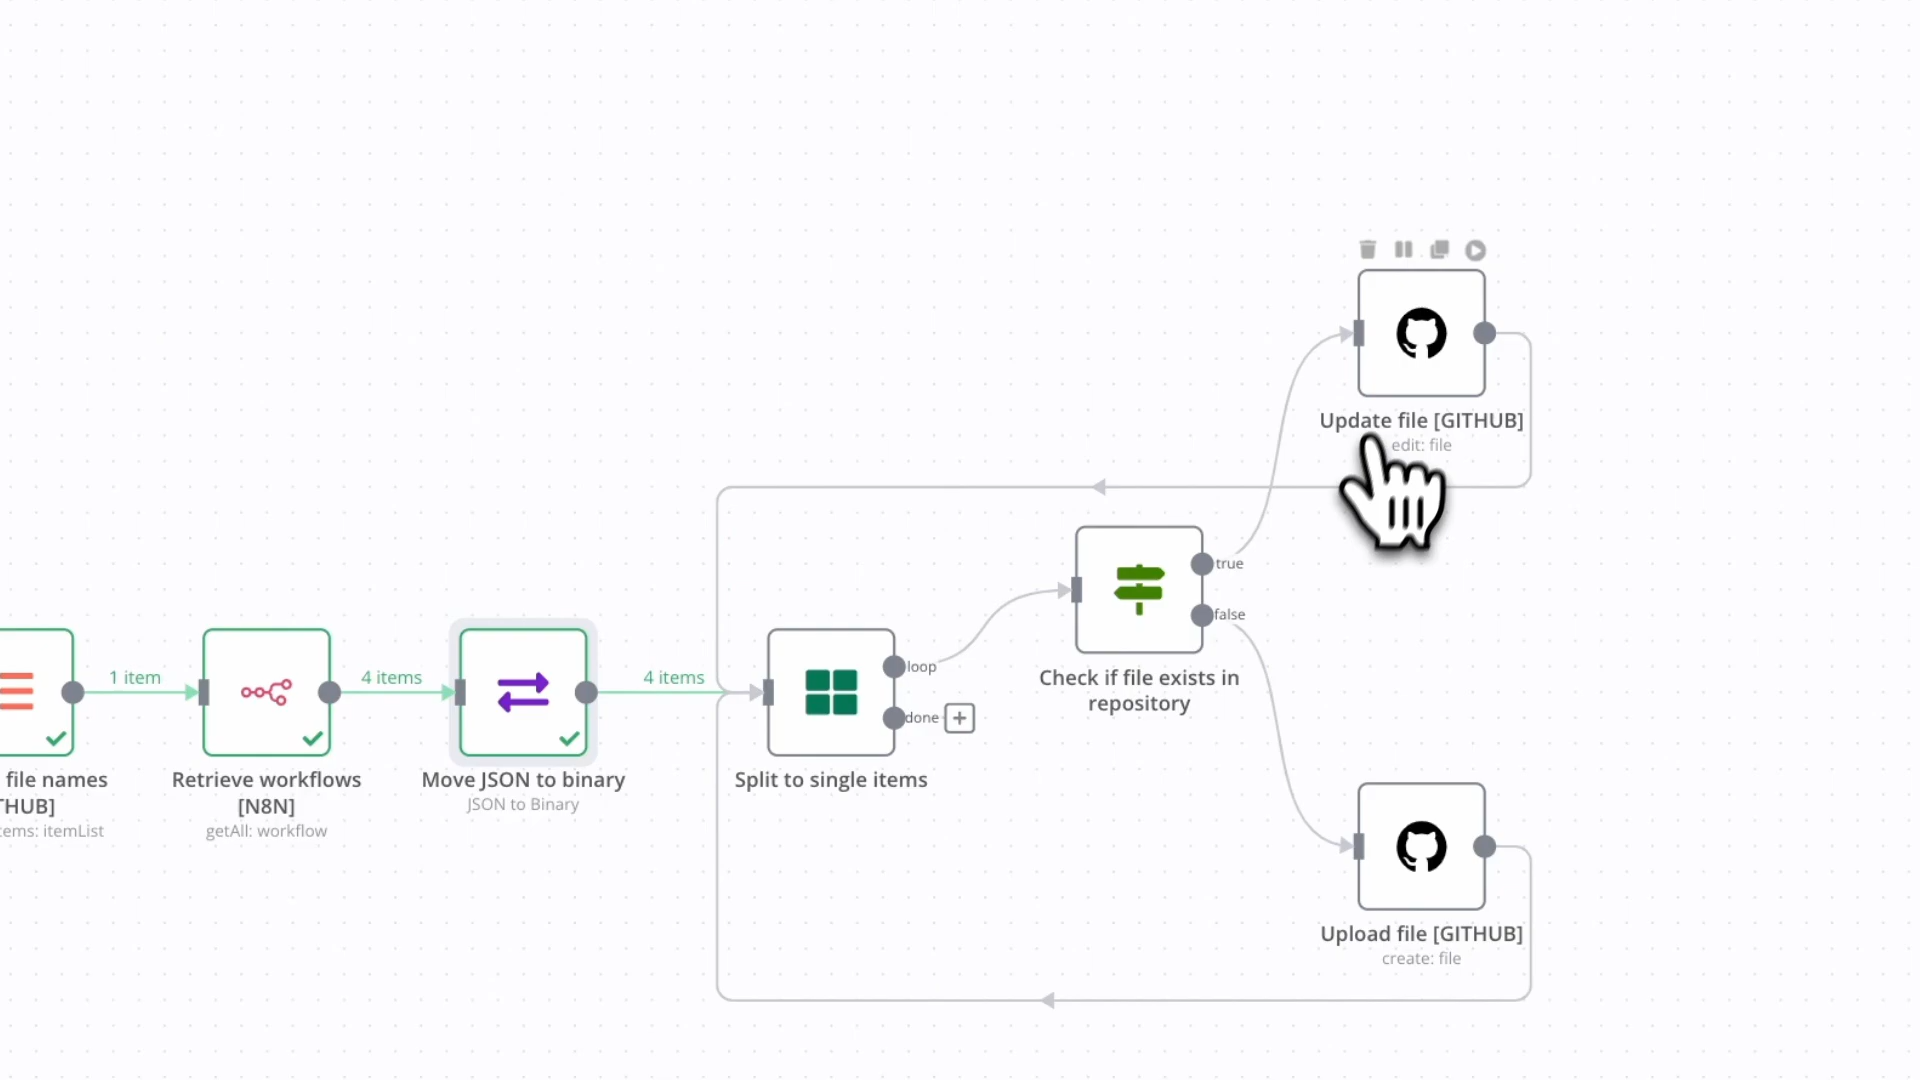 Update file [GITHUB]
edit: file
true
false
1 item
4 items
4 items
loop
done
Check if file exists in
repository
file names
THUB]
tems: itemList
Retrieve workflows
[N8N]
getAll: workflow
Move JSON to binary
JSON to Binary
Split to single items
Upload file [GITHUB]
create: file